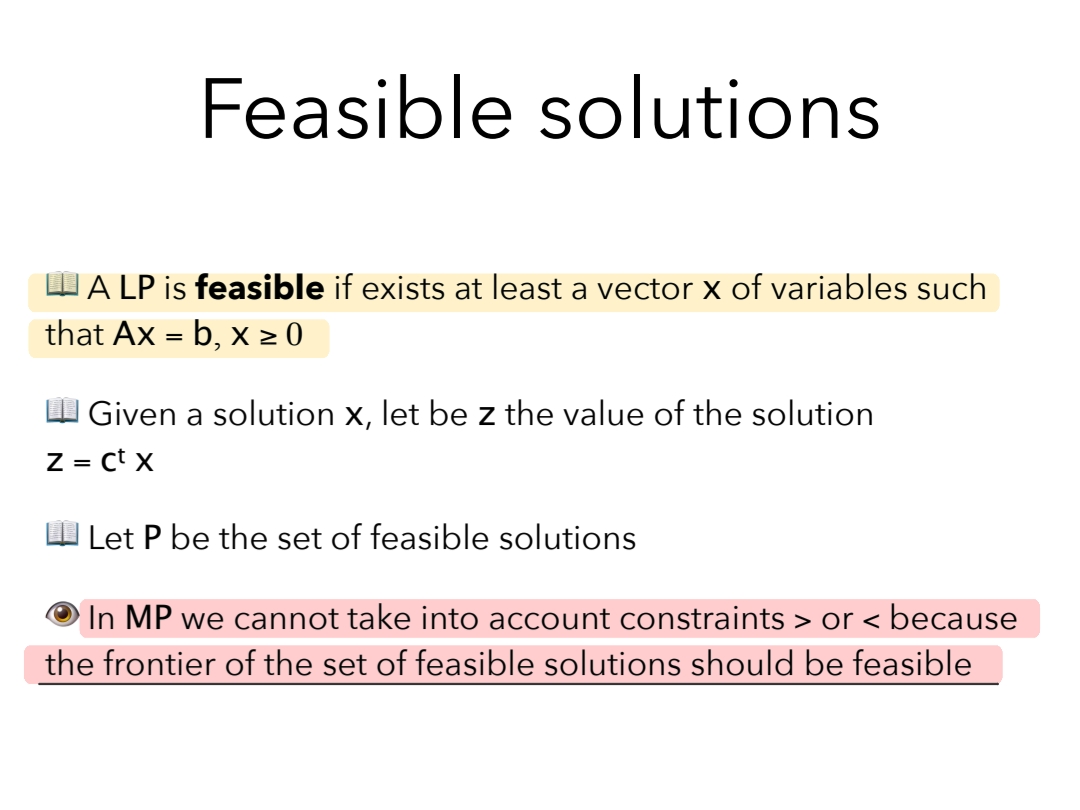 Feasible solutions
📖 A LP is feasible if exists at least a vector x of variables such
that Ax = b, x ≥ 0
📖 Given a solution x, let be z the value of the solution
z = cᵗ x
📖 Let P be the set of feasible solutions
👁 In MP we cannot take into account constraints > or < because
the frontier of the set of feasible solutions should be feasible